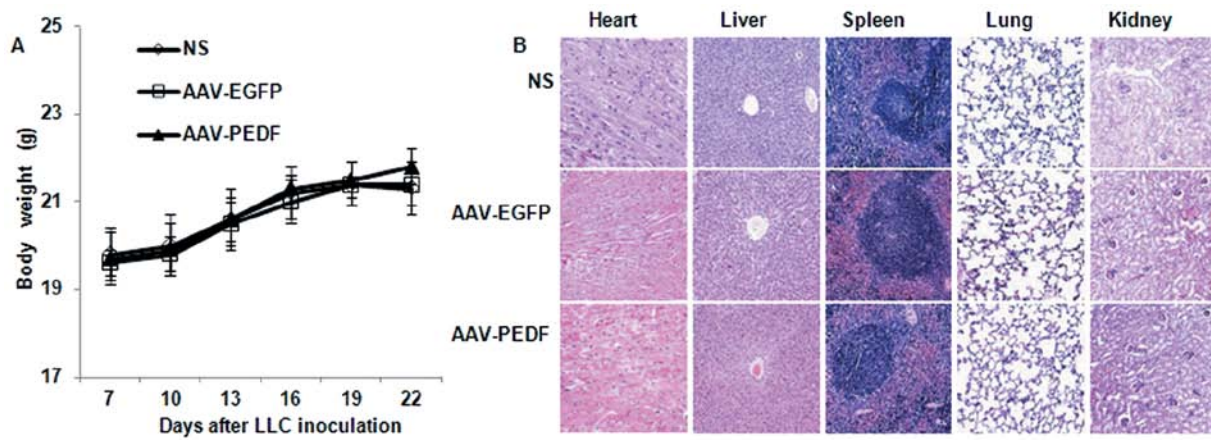 A
25
23
21
19
17
Body weight (g)
NS
AAV-EGFP
AAV-PEDF
7 10 13 16 19 22
Days after LLC inoculation
B
Heart Liver Spleen Lung Kidney
NS
AAV-EGFP
AAV-PEDF